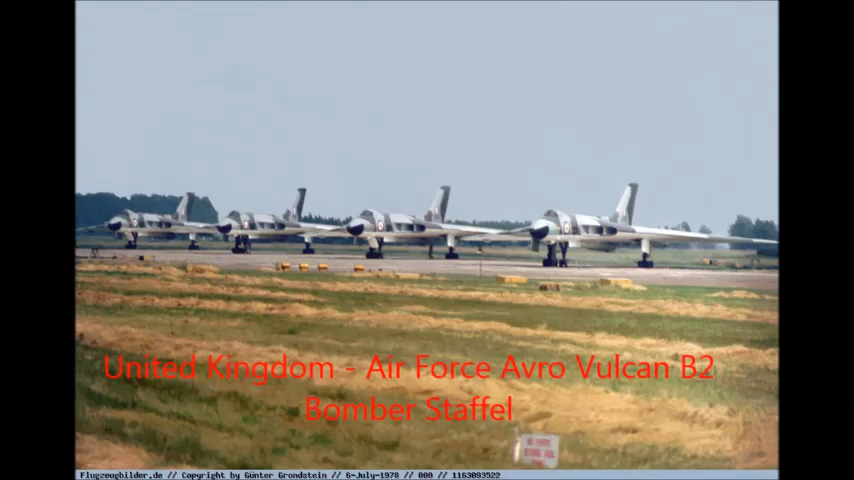 United Kingdom - Air Force Avro Vulcan B2
Bomber Staffel
Flugzeugbilder.de // Copyright by Günter Grondstein // 6-July-1978 // 000 // 1163093522